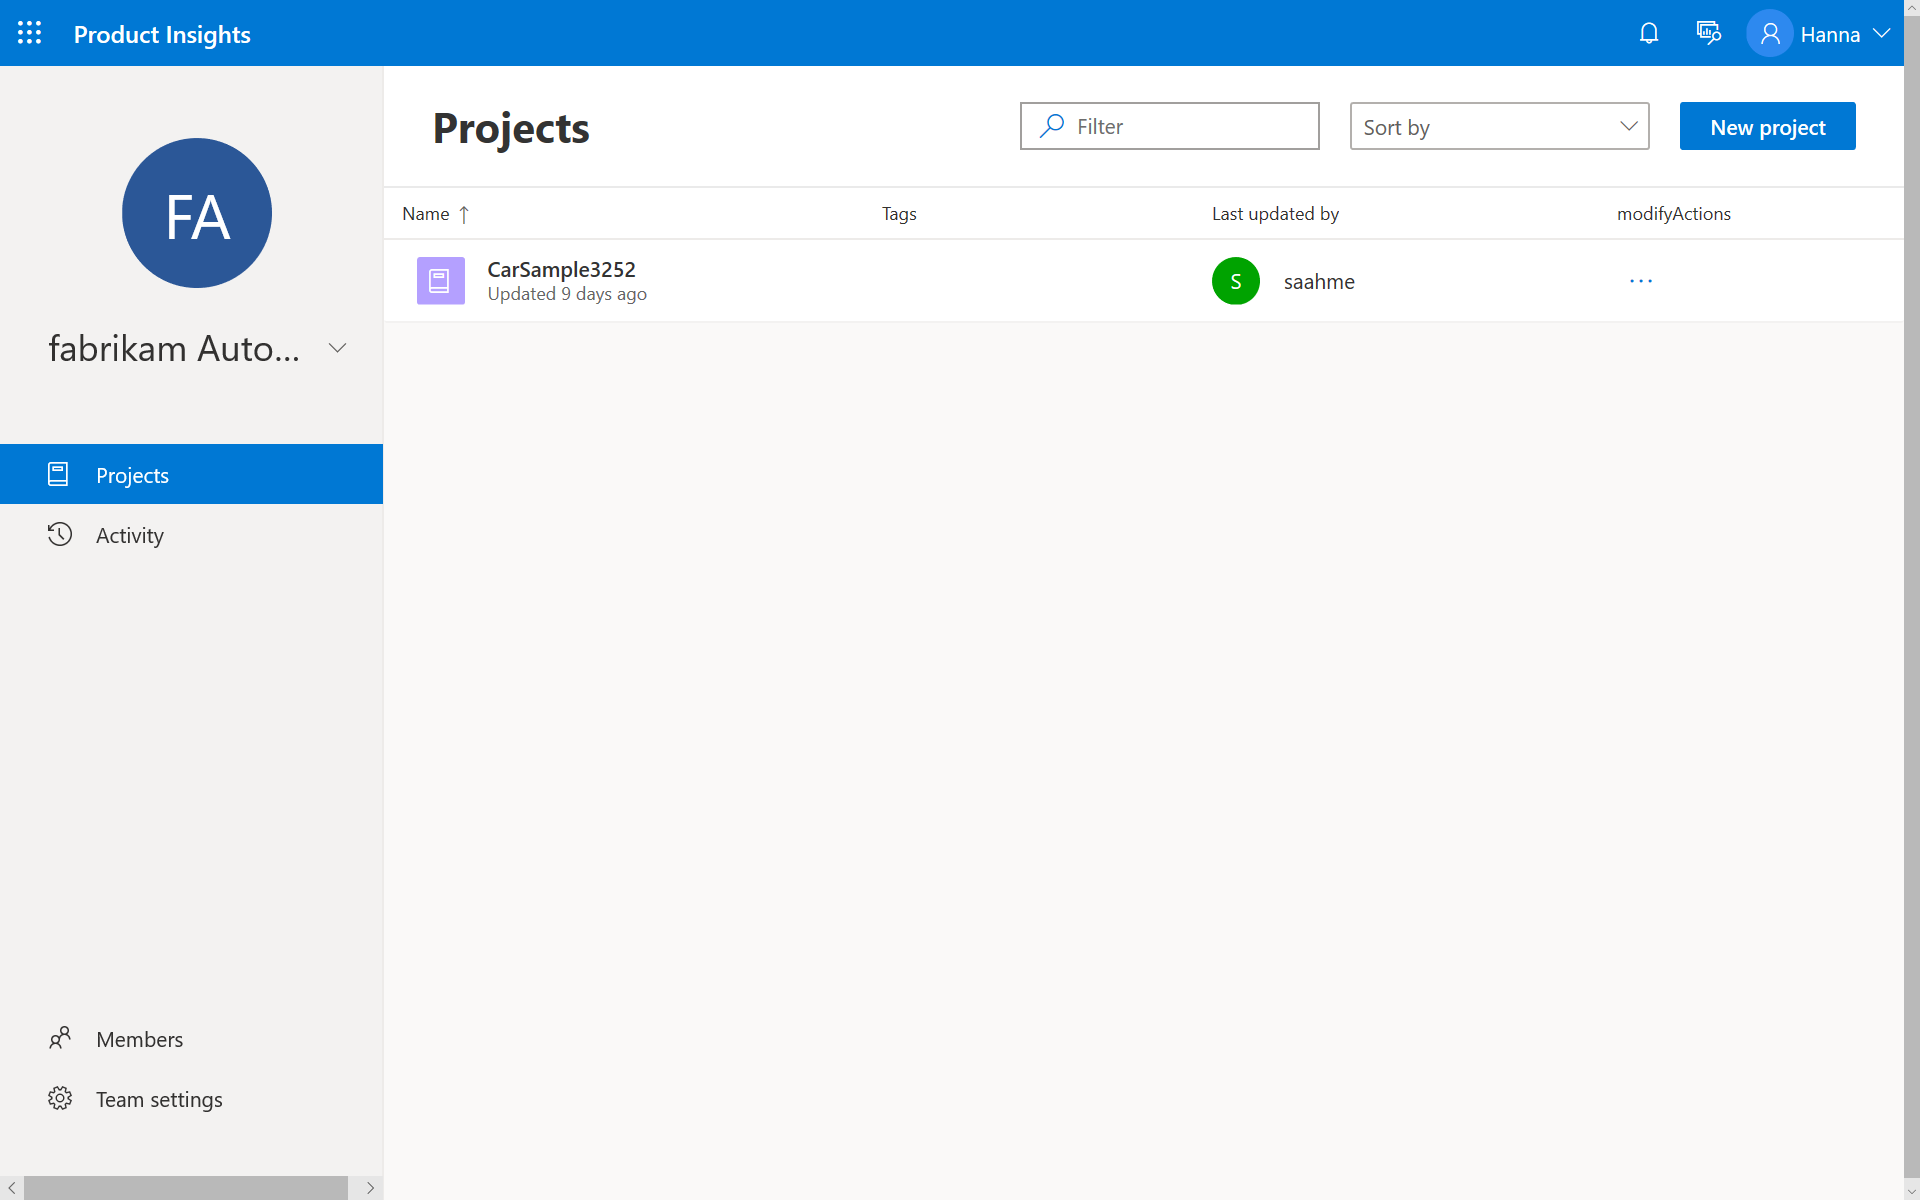 Product Insights
Hanna
FA
fabrikam Auto...
Projects
Activity
Members
Team settings
Projects
Filter
Sort by
New project
Name
Tags
Last updated by
modifyActions
CarSample3252
Updated 9 days ago
S
saahme